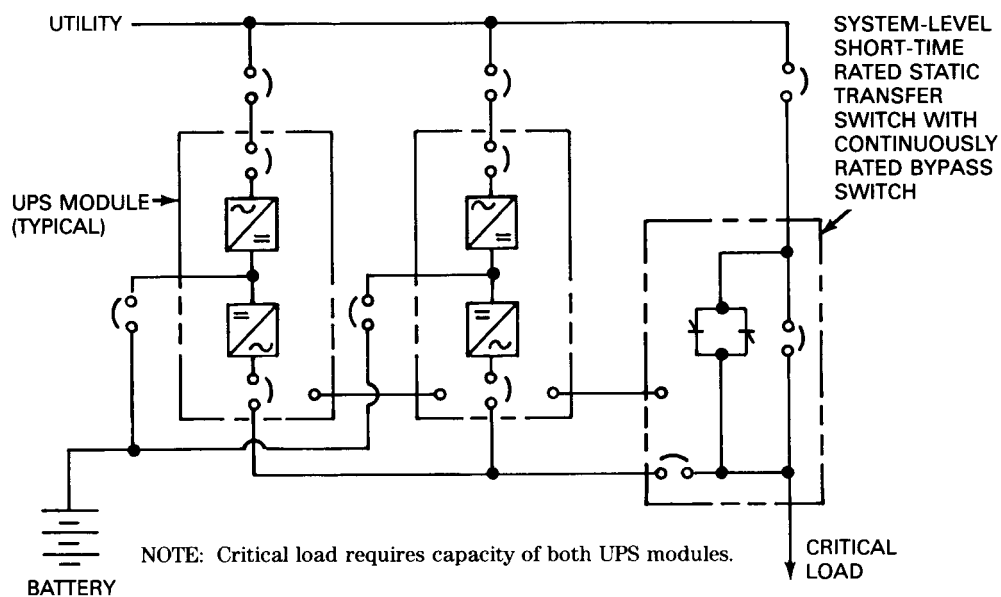 UTILITY
SYSTEM-LEVEL
SHORT-TIME
RATED STATIC
TRANSFER
SWITCH WITH
CONTINUOUSLY
RATED BYPASS
SWITCH
UPS MODULE
(TYPICAL)
NOTE: Critical load requires capacity of both UPS modules.
CRITICAL
LOAD
BATTERY